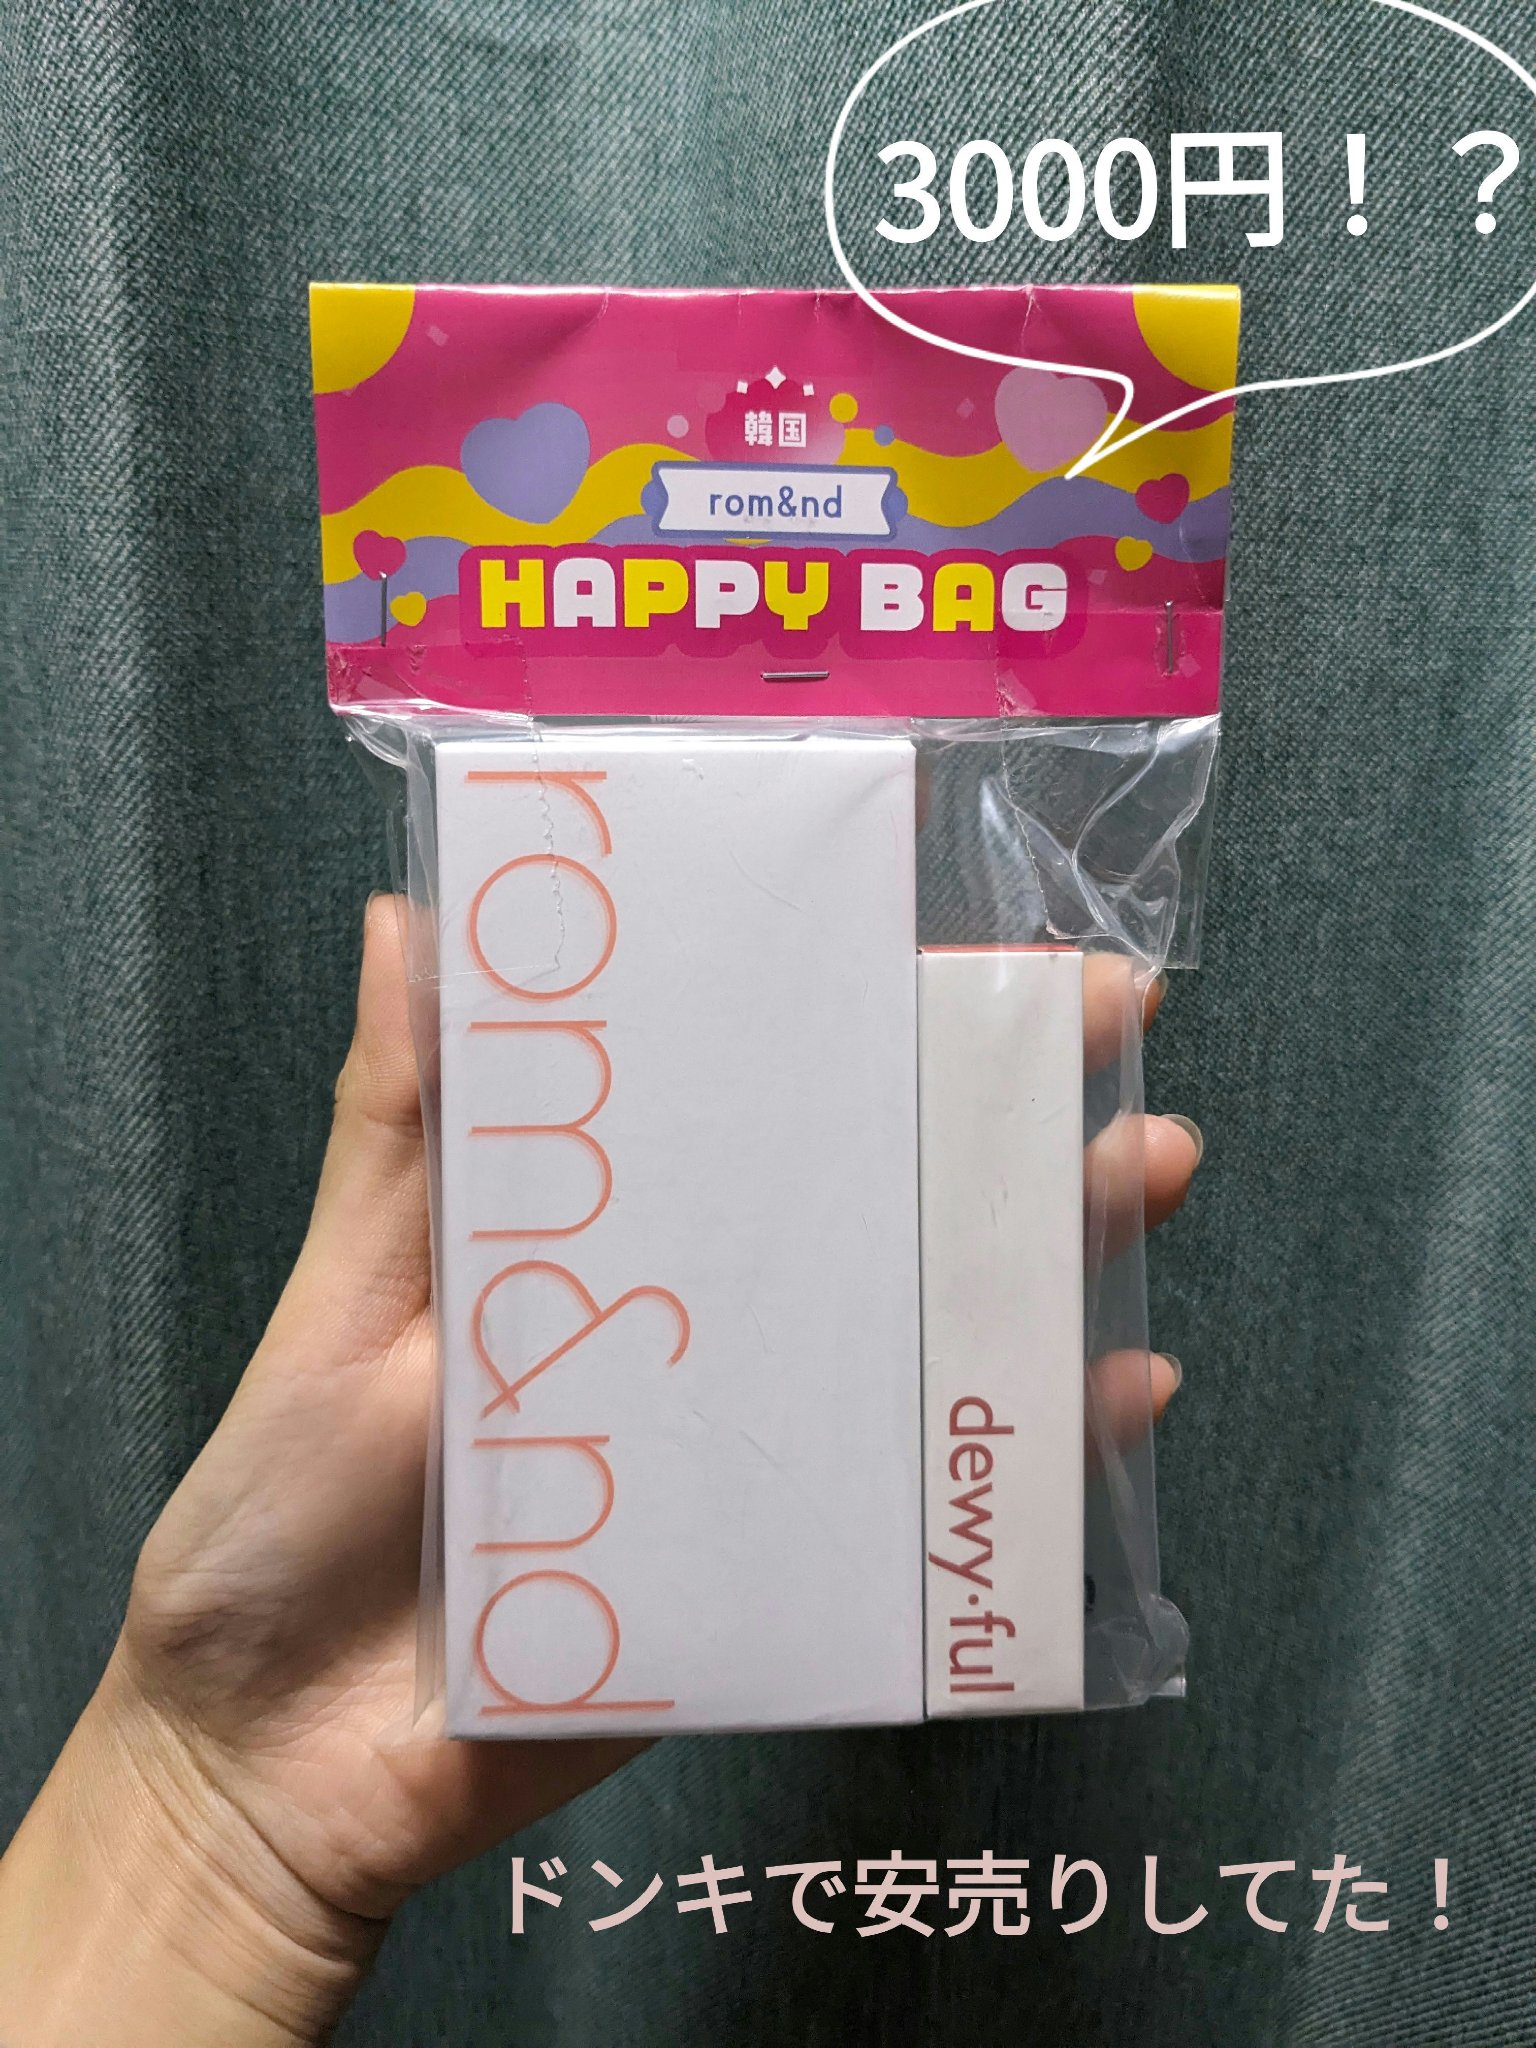 3000円！？
韓国
rom&nd
HAPPY BAG
rom&nd
dewy·ful
ドンキで安売りしてた！